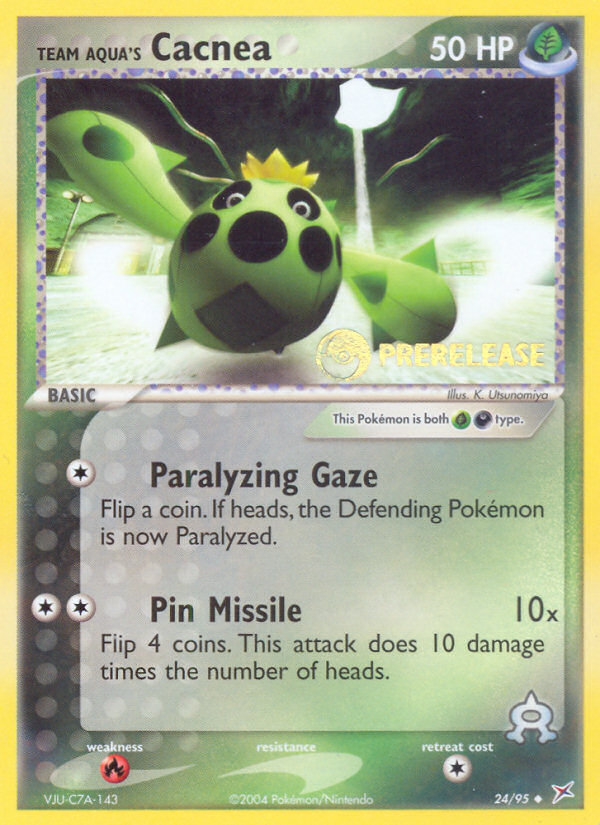 TEAM AQUA'S Cacnea 50 HP
PRERELEASE
BASIC
Illus. K. Utsunomiya
This Pokémon is both type.
Paralyzing Gaze
Flip a coin. If heads, the Defending Pokémon
is now Paralyzed.
Pin Missile 10x
Flip 4 coins. This attack does 10 damage
times the number of heads.
weakness resistance retreat cost
VJU-C7A-143 ©2004 Pokémon/Nintendo 24/95